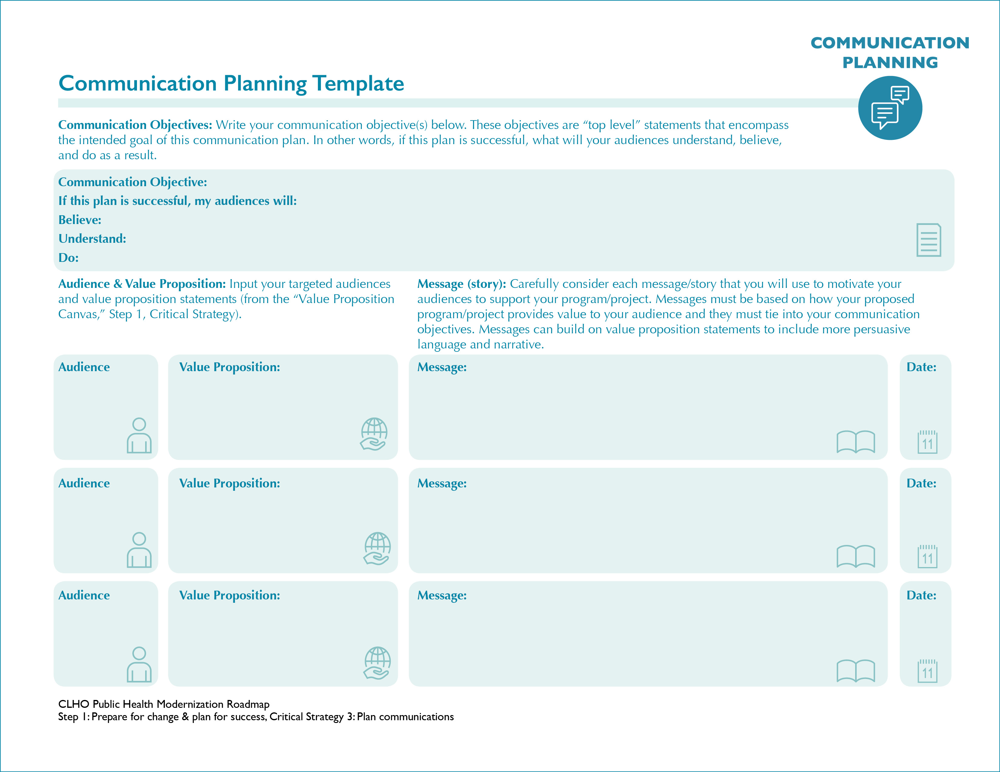 COMMUNICATION
PLANNING
Communication Planning Template
Communication Objectives: Write your communication objective(s) below. These objectives are “top level” statements that encompass
the intended goal of this communication plan. In other words, if this plan is successful, what will your audiences understand, believe,
and do as a result.
Communication Objective:
If this plan is successful, my audiences will:
Believe:
Understand:
Do:
Audience & Value Proposition: Input your targeted audiences
and value proposition statements (from the “Value Proposition
Canvas,” Step 1, Critical Strategy).
Message (story): Carefully consider each message/story that you will use to motivate your
audiences to support your program/project. Messages must be based on how your proposed
program/project provides value to your audience and they must tie into your communication
objectives. Messages can build on value proposition statements to include more persuasive
language and narrative.
Audience
Value Proposition:
Message:
Date:
11
Audience
Value Proposition:
Message:
Date:
11
Audience
Value Proposition:
Message:
Date:
11
CLHO Public Health Modernization Roadmap
Step 1: Prepare for change & plan for success, Critical Strategy 3: Plan communications